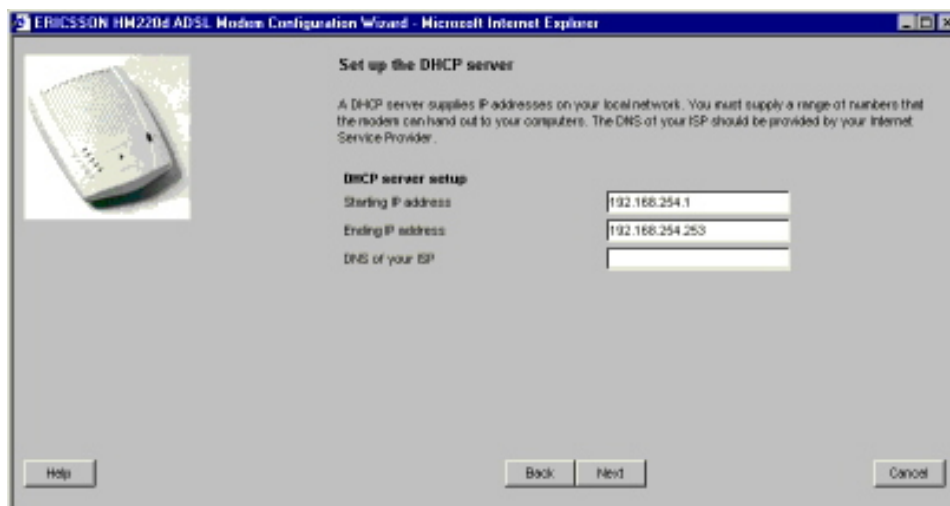 ERICSSON HM220d ADSL Modem Configuration Wizard - Microsoft Internet Explorer
Set up the DHCP server
A DHCP server supplies IP addresses on your local network. You must supply a range of numbers that
the modem can hand out to your computers. The DNS of your ISP should be provided by your Internet
Service Provider.
DHCP server setup
Starting IP address 192.168.254.1
Ending IP address 192.168.254.253
DNS of your ISP
Help Back Next Cancel